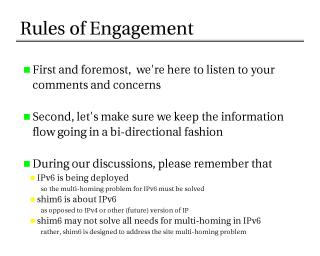 Rules of Engagement
First and foremost, we're here to listen to your
comments and concerns
Second, let's make sure we keep the information
flow going in a bi-directional fashion
During our discussions, please remember that
IPv6 is being deployed
so the multi-homing problem for IPv6 must be solved
shim6 is about IPv6
as opposed to IPv4 or other (future) version of IP
shim6 may not solve all needs for multi-homing in IPv6
rather, shim6 is designed to address the site multi-homing problem